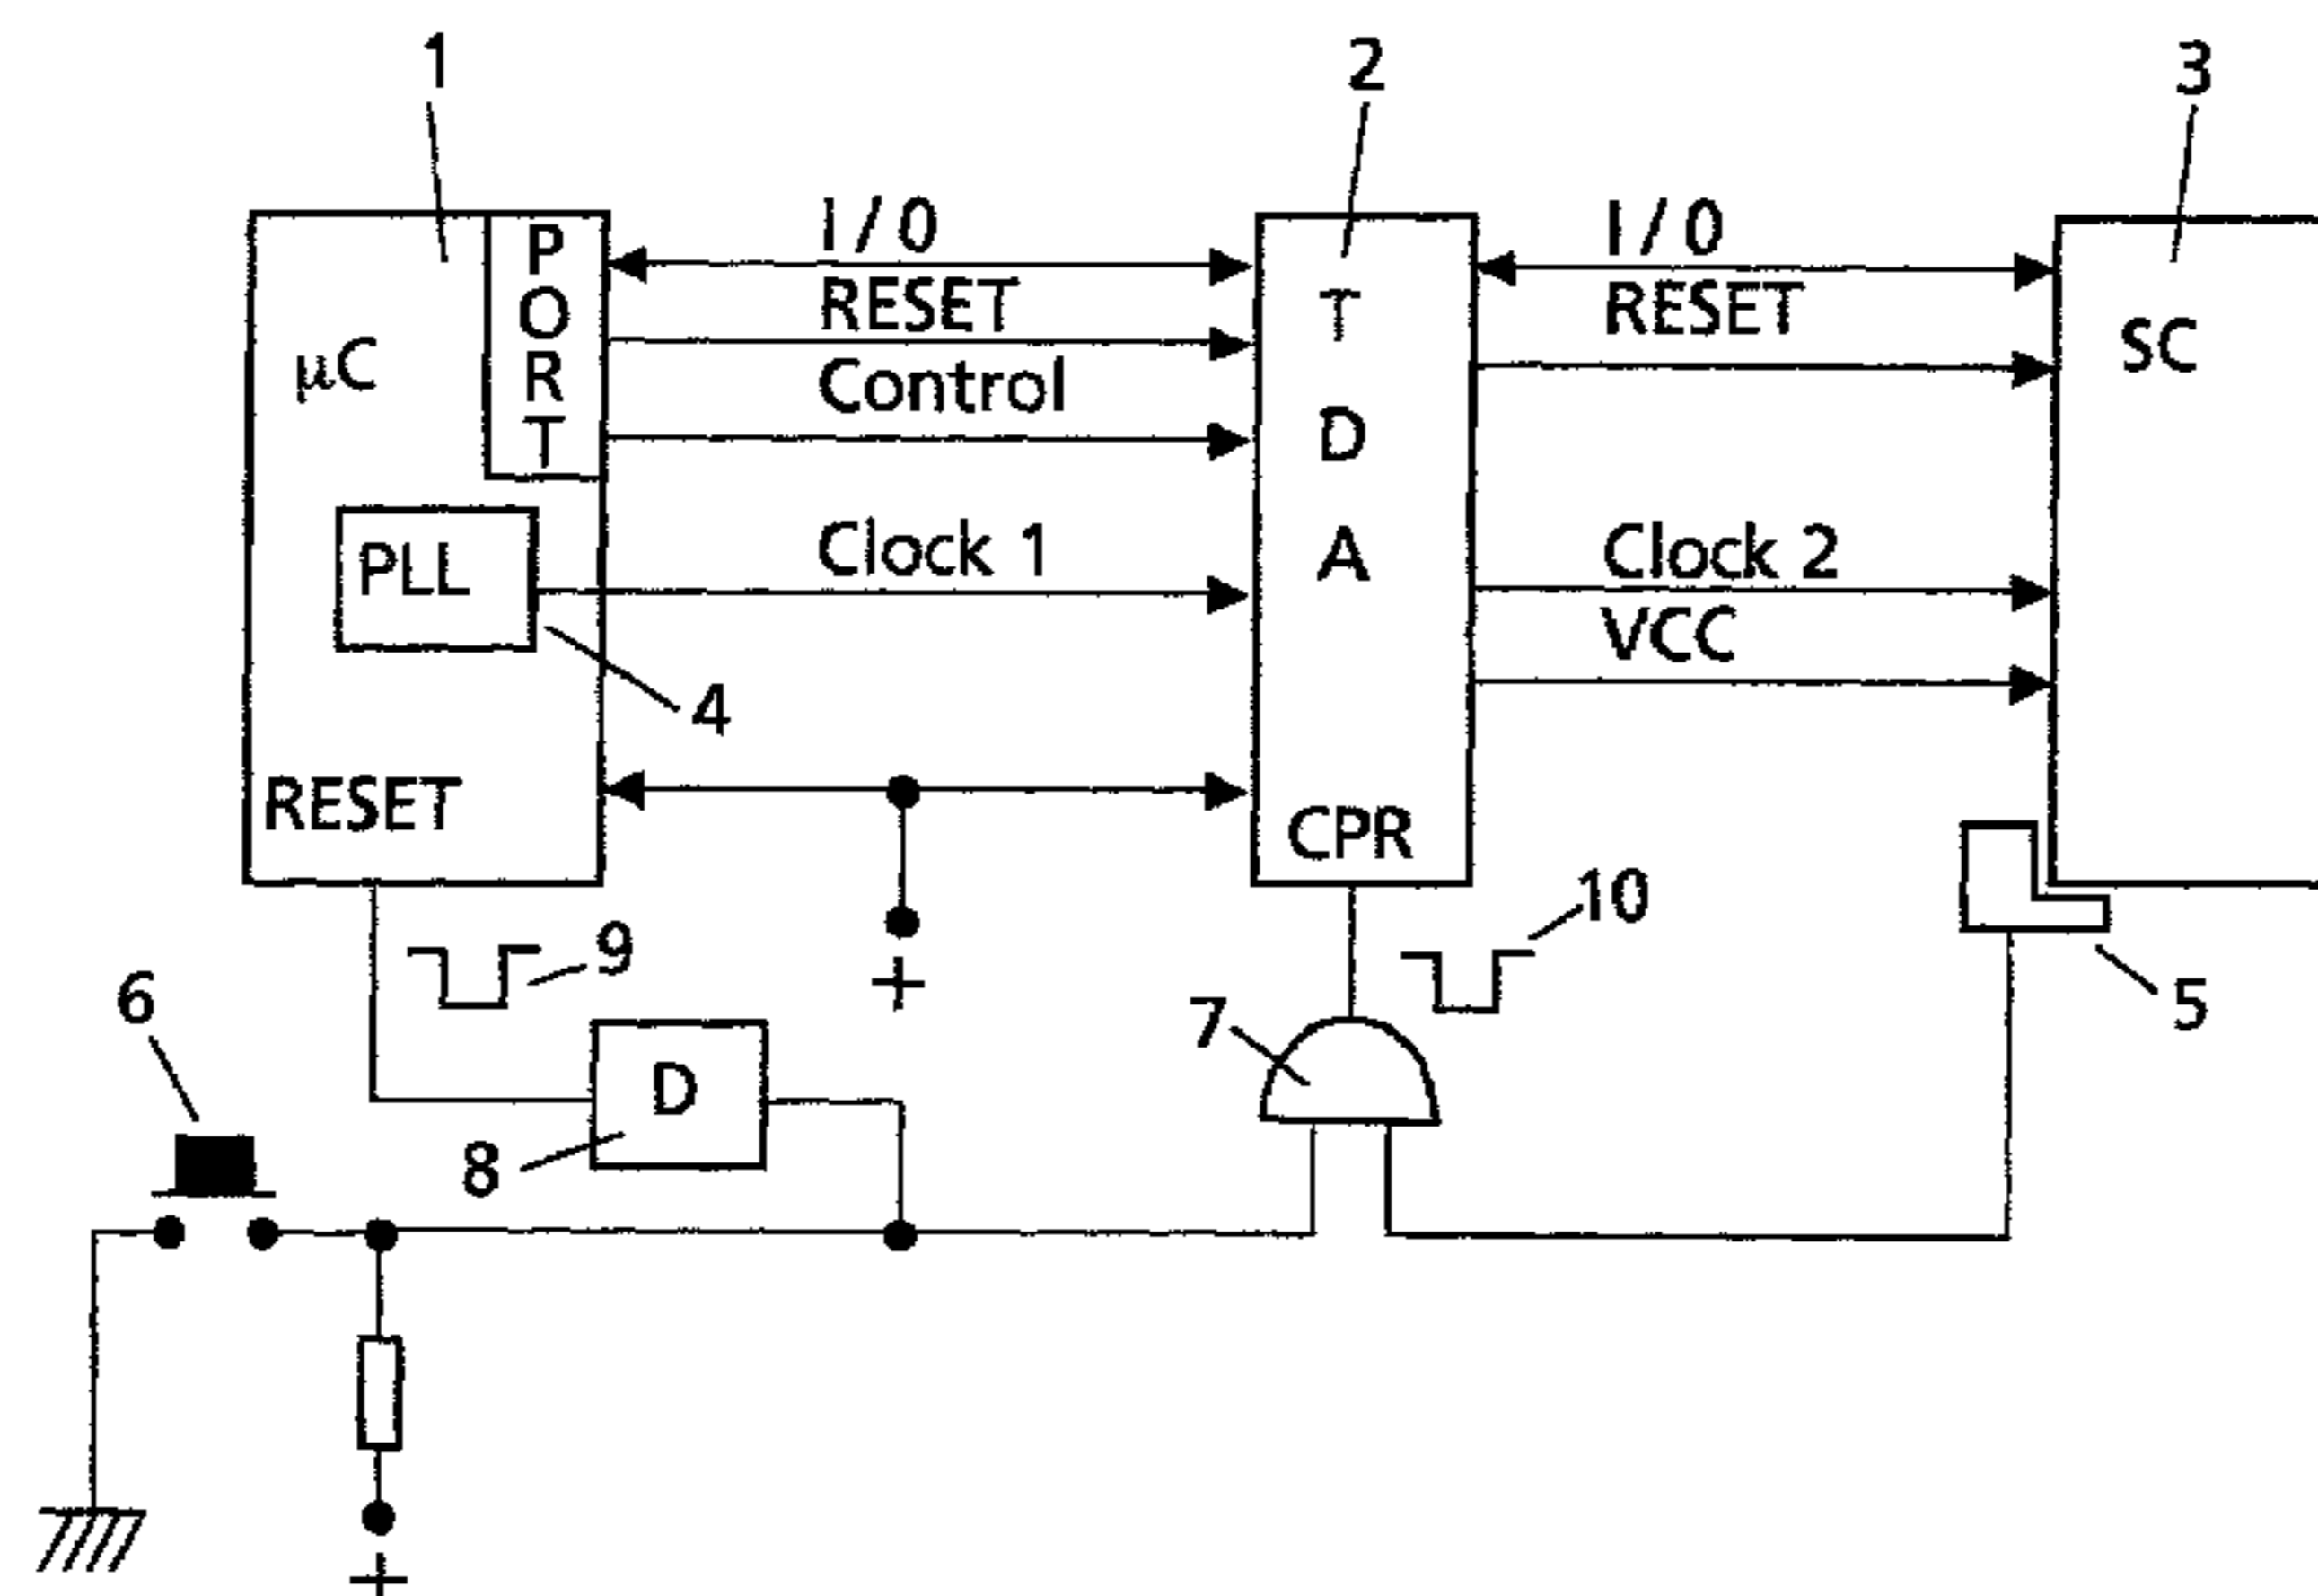 1
2
3
µC
P
O
R
T
I / 0
RESET
Control
Clock 1
PLL
4
RESET
T
D
A
CPR
I / 0
RESET
Clock 2
VCC
SC
+
9
10
6
7
5
D
8
+